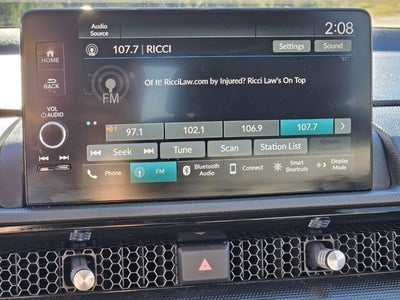 Audio
Source
2:08
HOME
107.7 | RICCI
Settings
Sound
BACK
Of It! RicciLaw.com by Injured? Ricci Law's On Top
FM
VOL
AUDIO
1
97.1
102.1
106.9
107.7
Seek
Tune
Scan
Station List
Phone
FM
Bluetooth
Audio
Connect
Smart
Shortcuts
Display
Mode